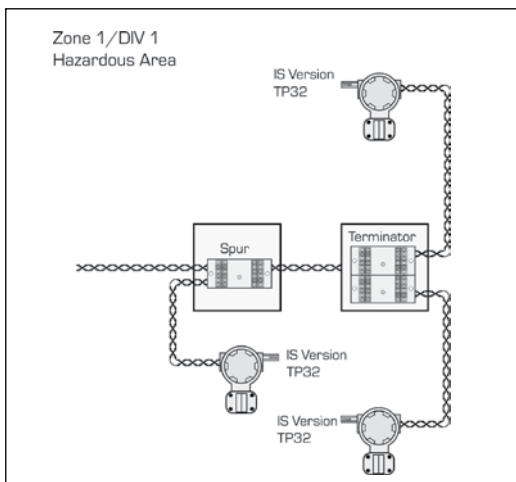 Zone 1/DIV 1
Hazardous Area
IS Version
TP32
Spur
Terminator
IS Version
TP32
IS Version
TP32